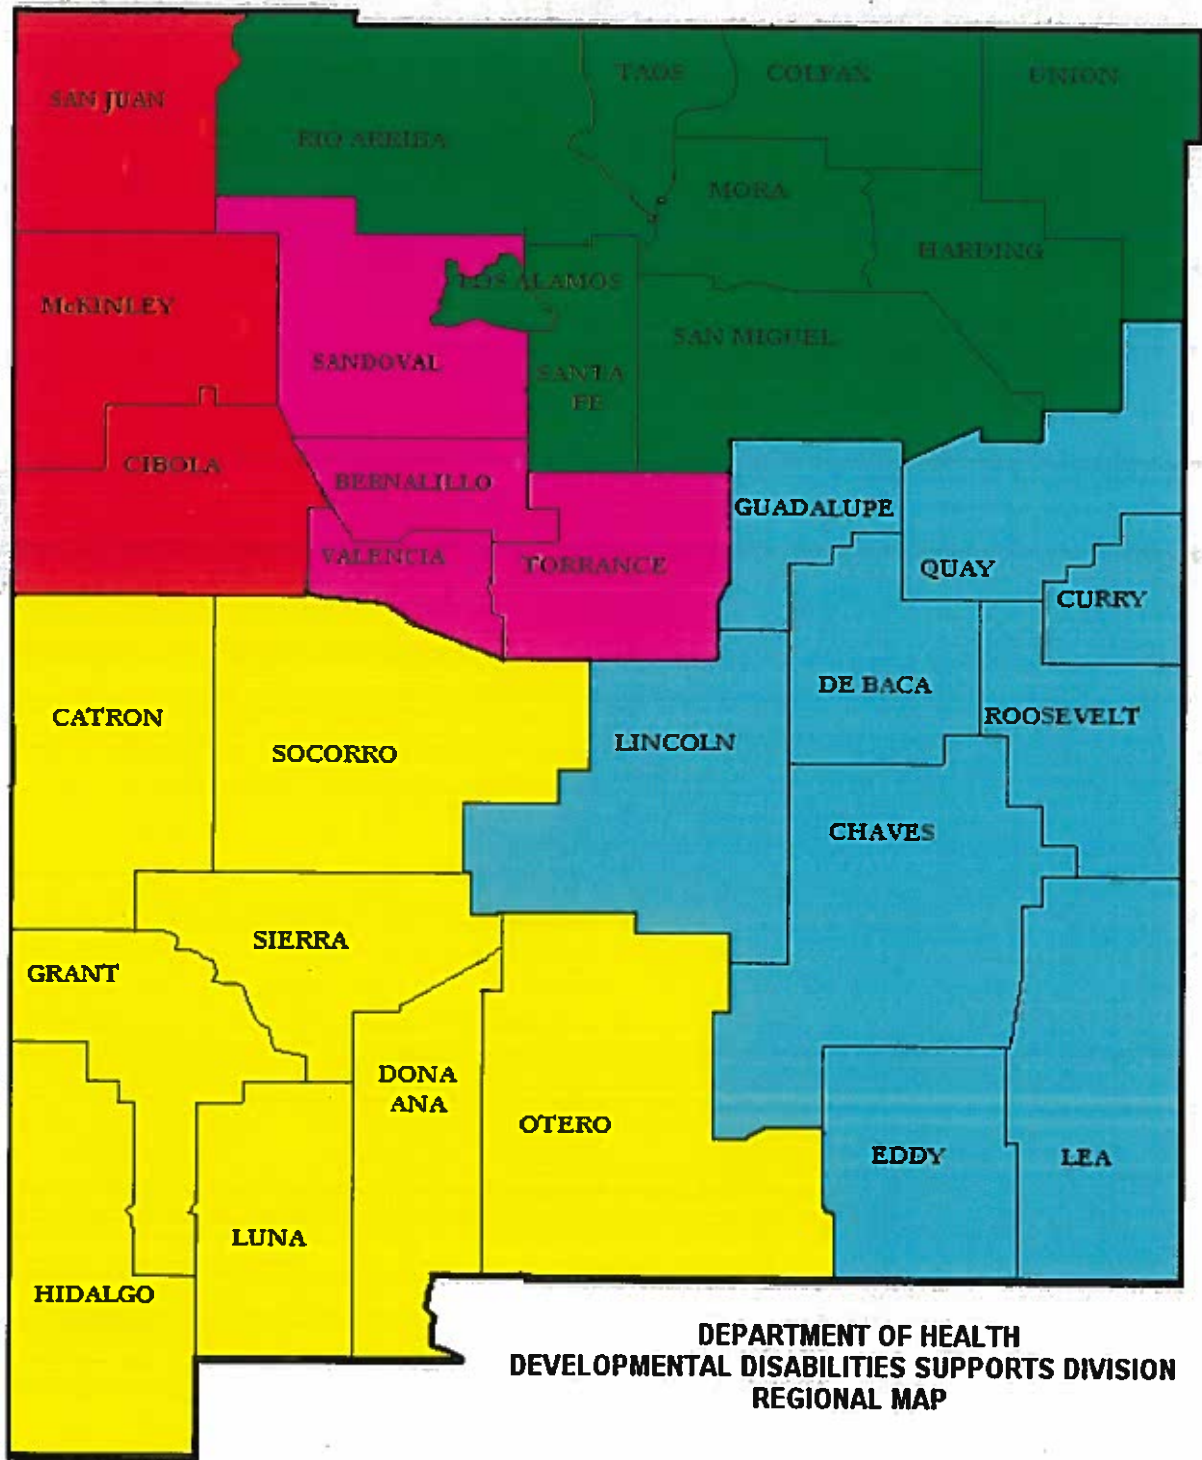 SAN JUAN
RIO ARRIBA
TAOS
COLFAX
UNION
MORA
HARDING
McKINLEY
LOS ALAMOS
SANDOVAL
SAN MIGUEL
SANTA
FE
CIBOLA
BERNALILLO
GUADALUPE
VALENCIA
TORRANCE
QUAY
CURRY
CATRON
SOCORRO
LINCOLN
DE BACA
ROOSEVELT
CHAVES
SIERRA
GRANT
DONA
ANA
OTERO
EDDY
LEA
LUNA
HIDALGO
DEPARTMENT OF HEALTH
DEVELOPMENTAL DISABILITIES SUPPORTS DIVISION
REGIONAL MAP